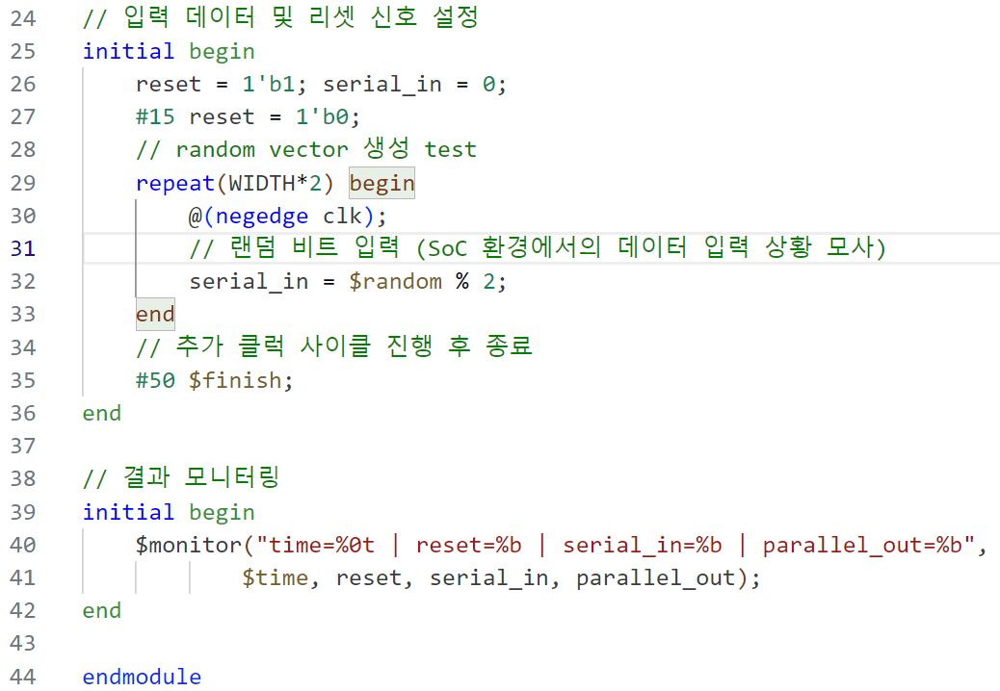 24 // 입력 데이터 및 리셋 신호 설정
25 initial begin
26     reset = 1'b1; serial_in = 0;
27     #15 reset = 1'b0;
28     // random vector 생성 test
29     repeat(WIDTH*2) begin
30         @(negedge clk);
31         // 랜덤 비트 입력 (SoC 환경에서의 데이터 입력 상황 모사)
32         serial_in = $random % 2;
33     end
34     // 추가 클럭 사이클 진행 후 종료
35     #50 $finish;
36 end
37
38 // 결과 모니터링
39 initial begin
40     $monitor("time=%0t | reset=%b | serial_in=%b | parallel_out=%b",
41             $time, reset, serial_in, parallel_out);
42 end
43
44 endmodule